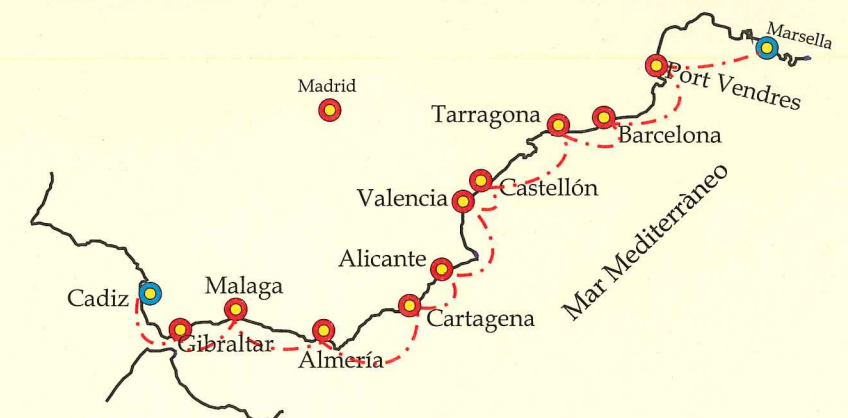 Marsella
Port Vendres
Madrid
Tarragona
Barcelona
Castellón
Valencia
Mar Mediterràneo
Alicante
Malaga
Cadiz
Cartagena
Gibraltar
Almería